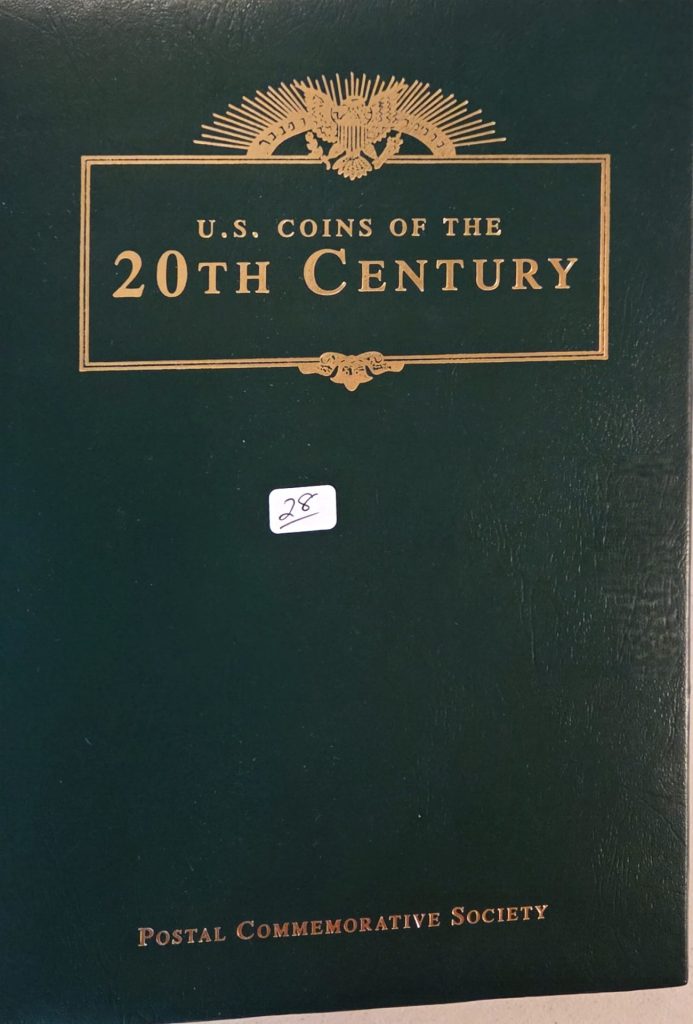 U.S. COINS OF THE
20TH CENTURY
28
POSTAL COMMEMORATIVE SOCIETY